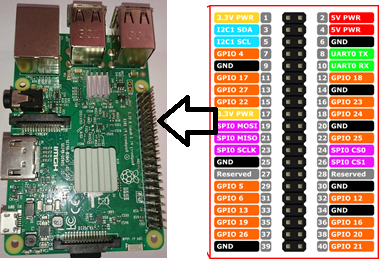 3.3V PWR 1 2 5V PWR
I2C1 SDA 3 4 5V PWR
I2C1 SCL 5 6 GND
GPIO 4 7 8 UART0 TX
GND 9 10 UART0 RX
GPIO 17 11 12 GPIO 18
GPIO 27 13 14 GND
GPIO 22 15 16 GPIO 23
3.3V PWR 17 18 GPIO 24
SPI0 MOSI 19 20 GND
SPI0 MISO 21 22 GPIO 25
SPI0 SCLK 23 24 SPI0 CS0
GND 25 26 SPI0 CS1
Reserved 27 28 Reserved
GPIO 5 29 30 GND
GPIO 6 31 32 GPIO 12
GPIO 13 33 34 GND
GPIO 19 35 36 GPIO 16
GPIO 26 37 38 GPIO 20
GND 39 40 GPIO 21
HDMI